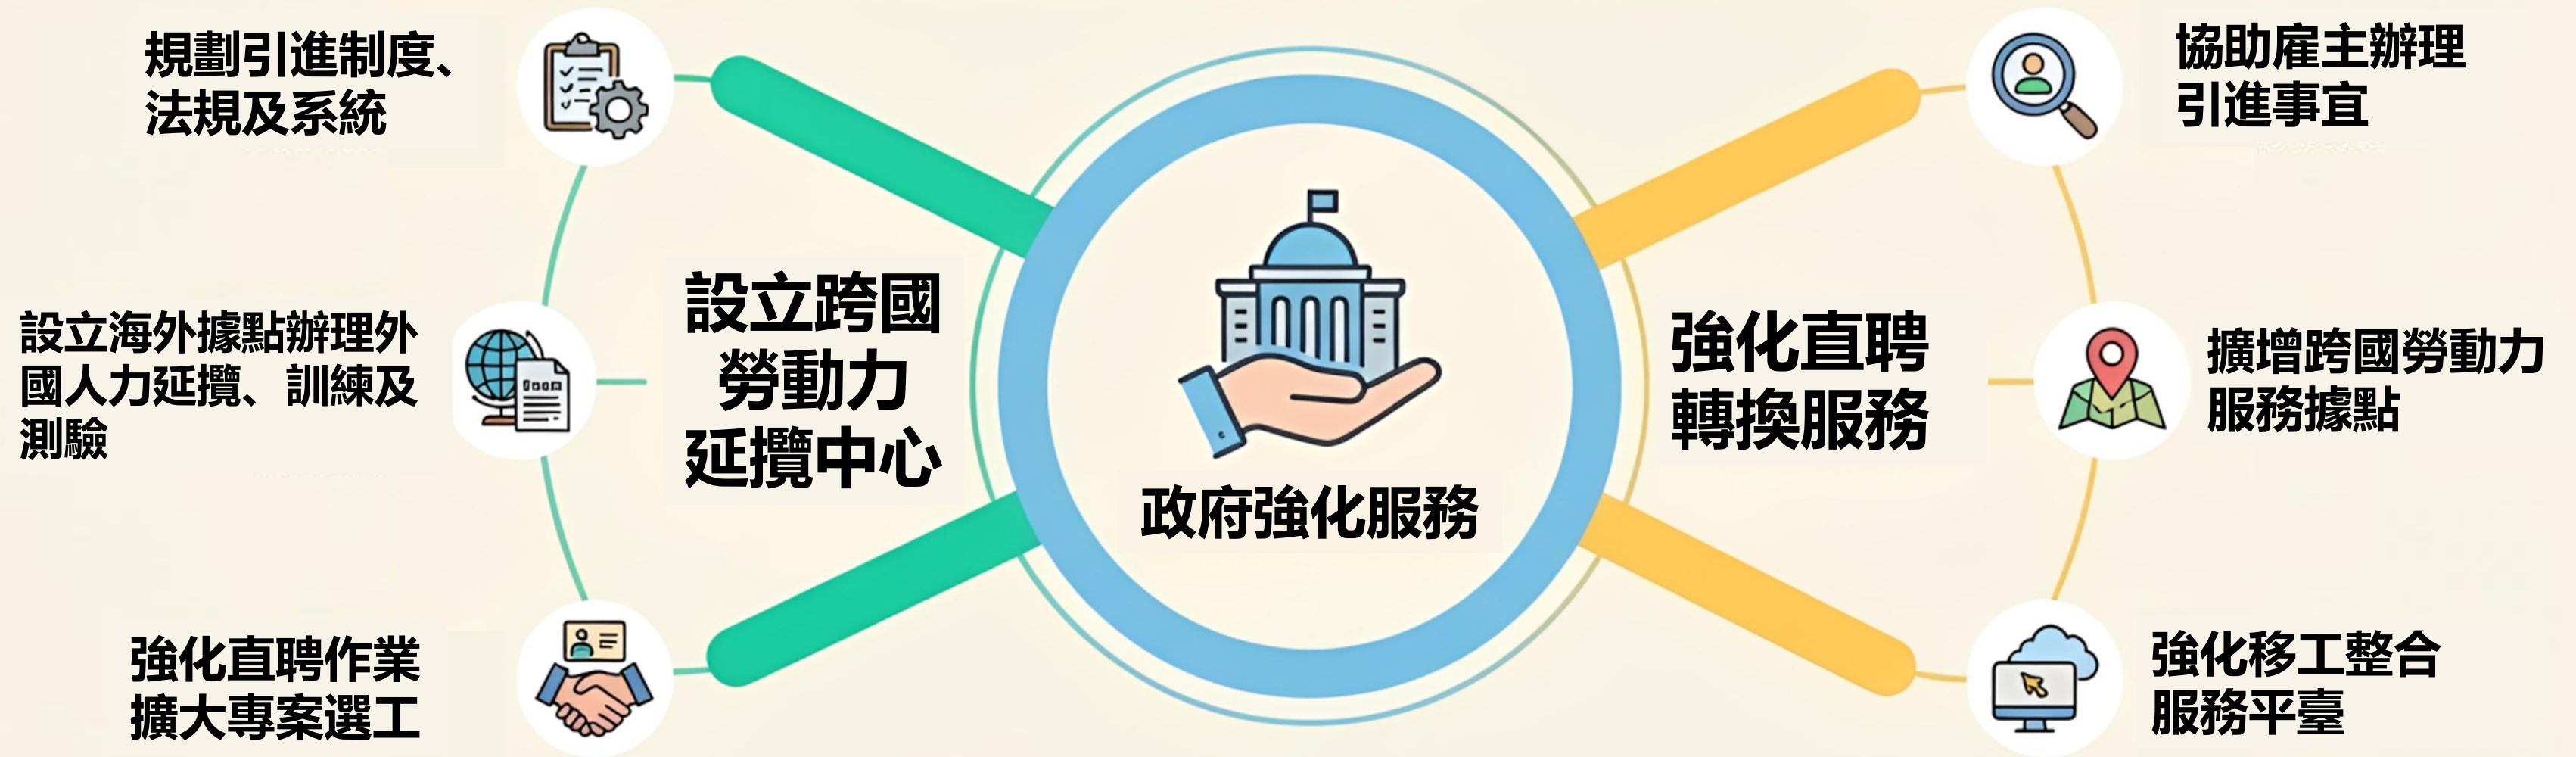 規劃引進制度、
法規及系統
設立海外據點辦理外
國人力延攬、訓練及
測驗
強化直聘作業
擴大專案選工
設立跨國
勞動力
延攬中心
政府強化服務
強化直聘
轉換服務
協助雇主辦理
引進事宜
擴增跨國勞動力
服務據點
強化移工整合
服務平臺